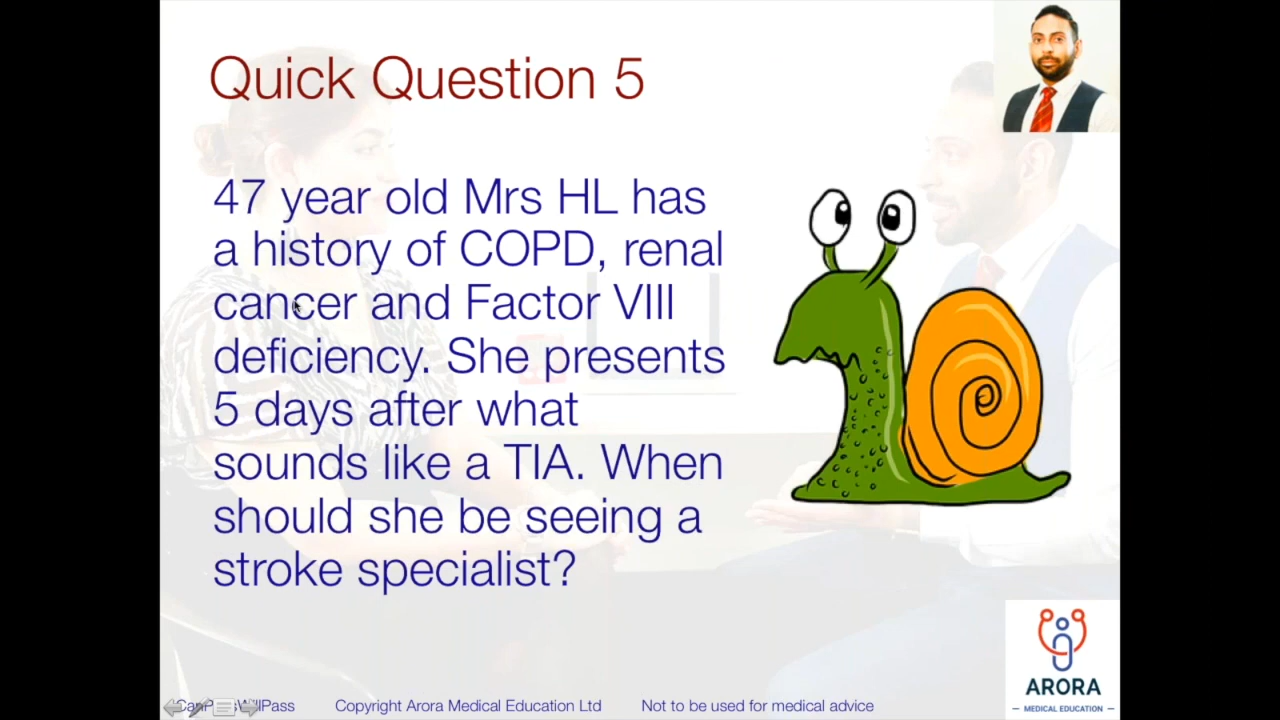 Quick Question 5
47 year old Mrs HL has
a history of COPD, renal
cancer and Factor VIII
deficiency. She presents
5 days after what
sounds like a TIA. When
should she be seeing a
stroke specialist?
ARORA
MEDICAL EDUCATION
Copyright Arora Medical Education Ltd Not to be used for medical advice